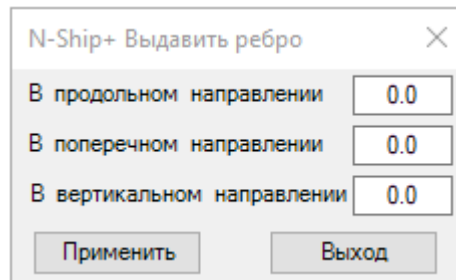 N-Ship+ Выдавить ребро
В продольном направлении 0.0
В поперечном направлении 0.0
В вертикальном направлении 0.0
Применить Выход